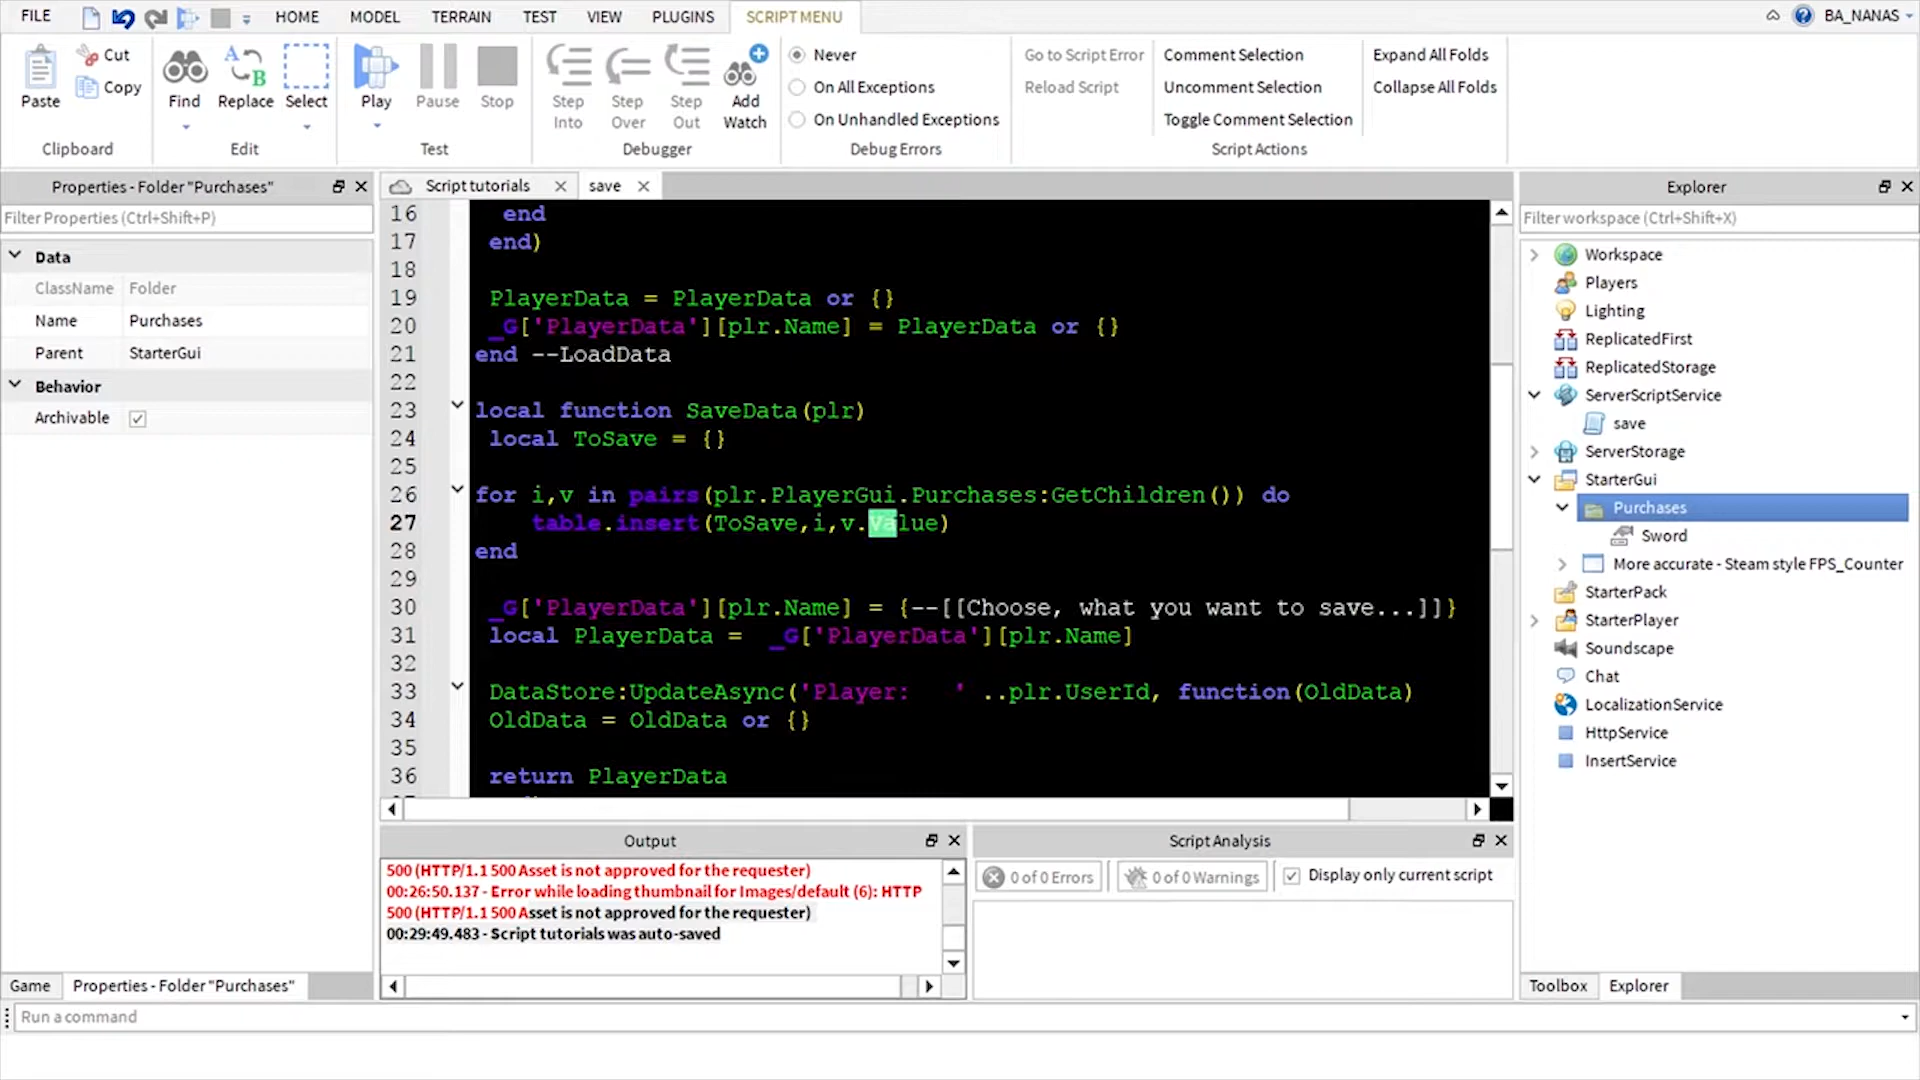 FILE
HOME
MODEL
TERRAIN
TEST
VIEW
PLUGINS
SCRIPT MENU
BA_NANAS
Paste
Cut
Copy
Clipboard
Find
Replace
Select
Edit
Play
Pause
Stop
Test
Step Into
Step Over
Step Out
Add Watch
Debugger
Never
On All Exceptions
On Unhandled Exceptions
Debug Errors
Go to Script Error
Reload Script
Comment Selection
Uncomment Selection
Toggle Comment Selection
Script Actions
Expand All Folds
Collapse All Folds
Properties - Folder "Purchases"
Filter Properties (Ctrl+Shift+P)
Data
ClassName Folder
Name Purchases
Parent StarterGui
Behavior
Archivable
Script tutorials
save
16 end
17 end)
18
19 PlayerData = PlayerData or {}
20 _G['PlayerData'][plr.Name] = PlayerData or {}
21 end --LoadData
22
23 local function SaveData(plr)
24 local ToSave = {}
25
26 for i,v in pairs(plr.PlayerGui.Purchases:GetChildren()) do
27 table.insert(ToSave,i,v.Value)
28 end
29
30 _G['PlayerData'][plr.Name] = {--[[Choose, what you want to save...]]}
31 local PlayerData = _G['PlayerData'][plr.Name]
32
33 DataStore:UpdateAsync('Player: ' ..plr.UserId, function(OldData)
34 OldData = OldData or {}
35
36 return PlayerData
Output
500 (HTTP/1.1 500 Asset is not approved for the requester)
00:26:50.137 - Error while loading thumbnail for Images/default (6): HTTP
500 (HTTP/1.1 500 Asset is not approved for the requester)
00:29:49.483 - Script tutorials was auto-saved
Script Analysis
0 of 0 Errors
0 of 0 Warnings
Display only current script
Explorer
Filter workspace (Ctrl+Shift+X)
Workspace
Players
Lighting
ReplicatedFirst
ReplicatedStorage
ServerScriptService
save
ServerStorage
StarterGui
Purchases
Sword
More accurate - Steam style FPS_Counter
StarterPack
StarterPlayer
Soundscape
Chat
LocalizationService
HttpService
InsertService
Game
Properties - Folder "Purchases"
Toolbox
Explorer
Run a command